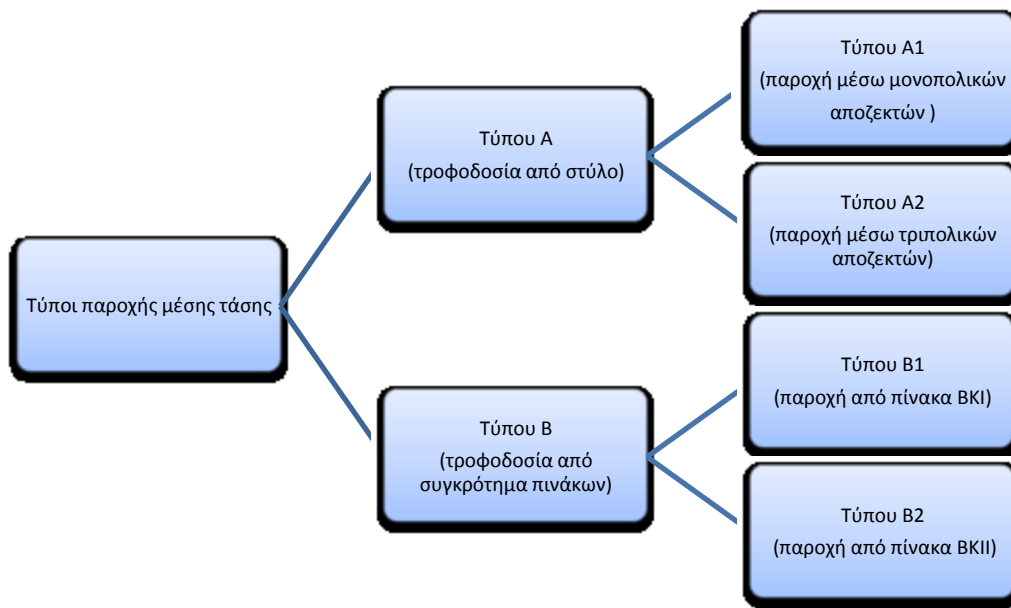 Τύποι παροχής μέσης τάσης
Τύπου Α
(τροφοδοσία από στύλο)
Τύπου Α1
(παροχή μέσω μονοπολικών
αποζεκτών )
Τύπου Α2
(παροχή μέσω τριπολικών
αποζεκτών)
Τύπου Β
(τροφοδοσία από
συγκρότημα πινάκων)
Τύπου Β1
(παροχή από πίνακα ΒΚΙ)
Τύπου Β2
(παροχή από πίνακα ΒΚΙΙ)